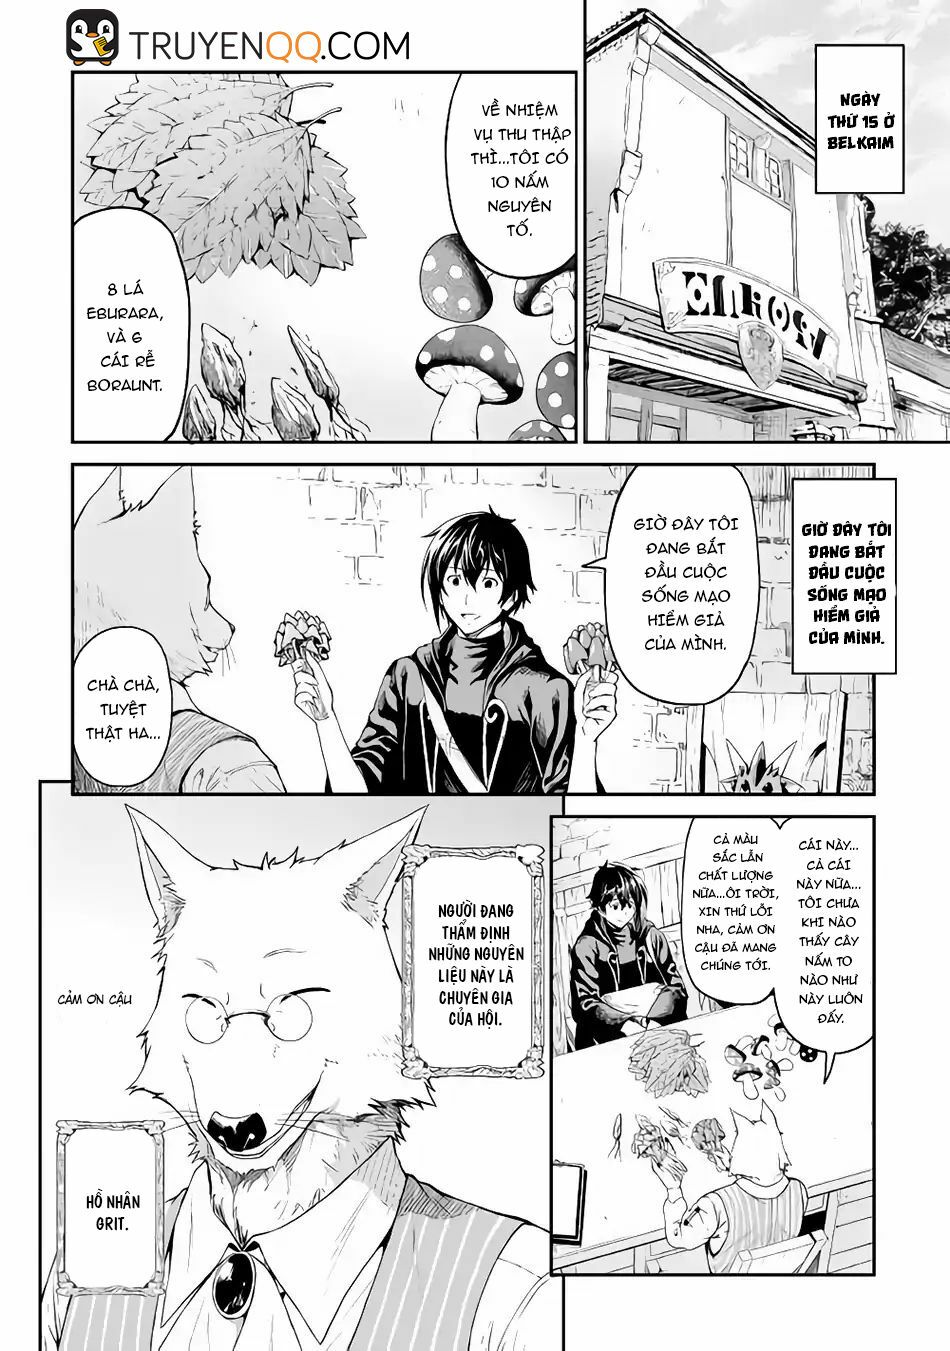 TRUYENQQ.COM
NGÀY
THỨ 15 Ở
BELKAIM
VỀ NHIỆM
VỤ THU THẬP
THÌ...TÔI CÓ
10 NẤM
NGUYÊN
TỐ.
8 LÁ
EBURARA,
VÀ 6
CÁI RỄ
BORAUNT.
GIỜ ĐÂY TÔI
ĐANG BẮT
ĐẦU CUỘC
SỐNG MẠO
HIỂM GIẢ
CỦA MÌNH.
GIỜ ĐÂY TÔI
ĐANG BẮT
ĐẦU CUỘC
SỐNG MẠO
HIỂM GIẢ
CỦA MÌNH.
CHÀ CHÀ,
TUYỆT
THẬT HA...
CÁI NÀY...
CẢ CÁI
NÀY NỮA...
TÔI CHƯA
KHI NÀO
THẤY CÂY
NẤM TO
NÀO NHƯ
NÀY LUÔN
ĐẤY.
CẢ MÀU
SẮC LẪN
CHẤT LƯỢNG
NỮA...ÔI TRỜI,
XIN THỨ LỖI
NHA, CẢM ƠN
CẬU ĐÃ MANG
CHÚNG TỚI.
NGƯỜI ĐANG
THẨM ĐỊNH
NHỮNG NGUYÊN
LIỆU NÀY LÀ
CHUYÊN GIA
CỦA HỘI.
CẢM ƠN CẬU
HỒ NHÂN
GRIT.